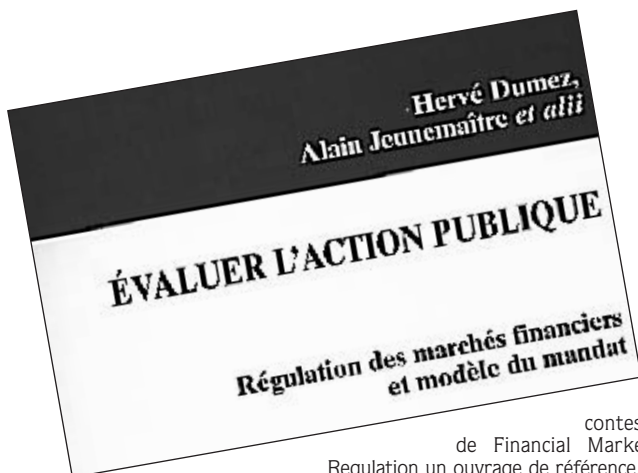 Hervé Dumez,
Alain Jeunemaître et alii
ÉVALUER L'ACTION PUBLIQUE
Régulation des marchés financiers
et modèle du mandat
contes
de Financial Marke
Regulation un ouvrage de référence